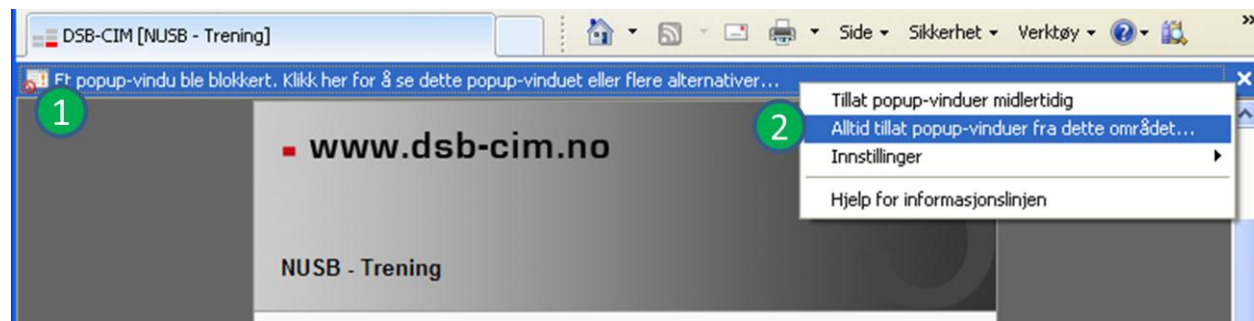 DSB-CIM [NUSB - Trening]
Side Sikkerhet Verktøy
Et popup-vindu ble blokkert. Klikk her for å se dette popup-vinduet eller flere alternativer...
1
Tillat popup-vinduer midlertidig
2 Alltid tillat popup-vinduer fra dette området...
Innstillinger
Hjelp for informasjonslinjen
www.dsb-cim.no
NUSB - Trening